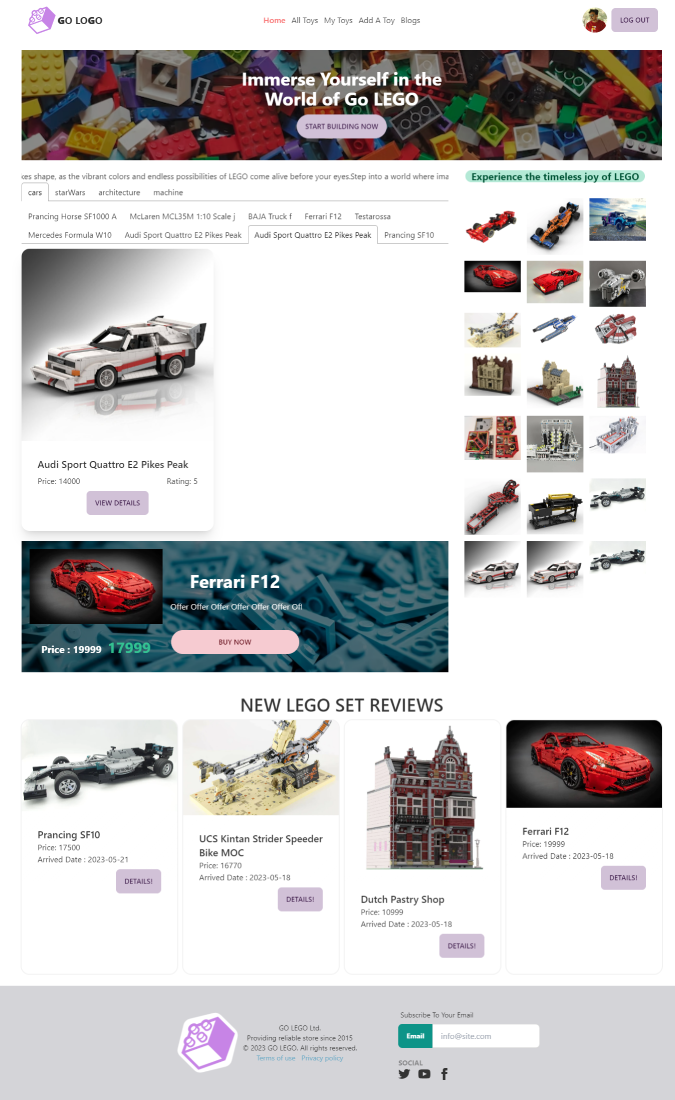 GO LOGO
Home All Toys My Toys Add A Toy Blogs
LOG OUT
Immerse Yourself in the
World of Go LEGO
START BUILDING NOW
shape, as the vibrant colors and endless possibilities of LEGO come alive before your eyes.Step into a world where
Experience the timeless joy of LEGO
cars starWars architecture machine
Prancing Horse SF1000 A McLaren MCL35M 1:10 Scale j BAJA Truck f Ferrari F12 Testarossa
Mercedes Formula W10 Audi Sport Quattro E2 Pikes Peak Audi Sport Quattro E2 Pikes Peak Prancing SF10
Audi Sport Quattro E2 Pikes Peak
Price: 14000 Rating: 5
VIEW DETAILS
Ferrari F12
Offer Offer Offer Offer Offer Offer Of!
Price : 19999 17999
BUY NOW
NEW LEGO SET REVIEWS
Prancing SF10
Price: 17500
Arrived Date : 2023-05-21
DETAILS!
UCS Kintan Strider Speeder
Bike MOC
Price: 16770
Arrived Date : 2023-05-18
DETAILS!
Dutch Pastry Shop
Price: 10999
Arrived Date : 2023-05-18
DETAILS!
Ferrari F12
Price: 19999
Arrived Date : 2023-05-18
DETAILS!
GO LEGO Ltd.
Providing reliable store since 2015
© 2023 GO LEGO. All rights reserved.
Terms of use Privacy policy
Subscribe To Your Email
Email info@site.com
SOCIAL